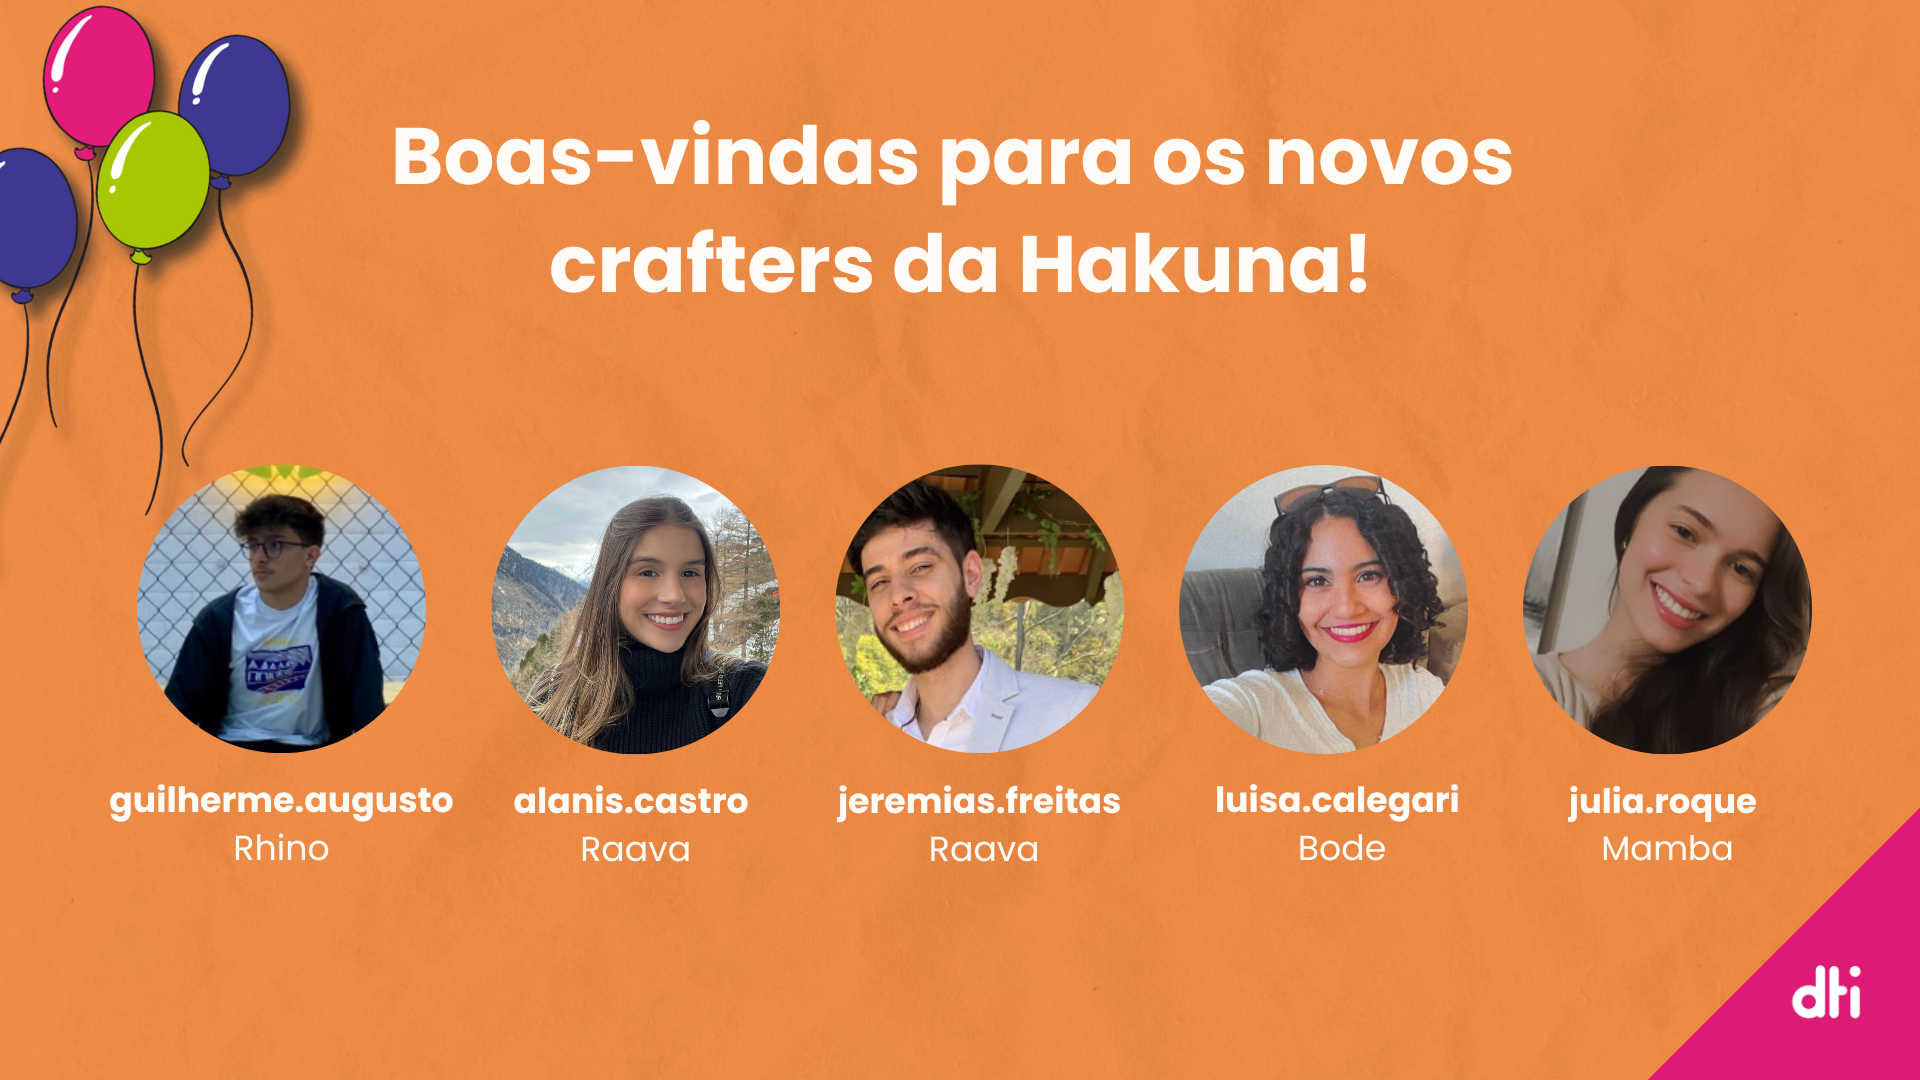 Boas-vindas para os novos
crafters da Hakuna!
guilherme.augusto
Rhino
alanis.castro
Raava
jeremias.freitas
Raava
luisa.calegari
Bode
julia.roque
Mamba
dti